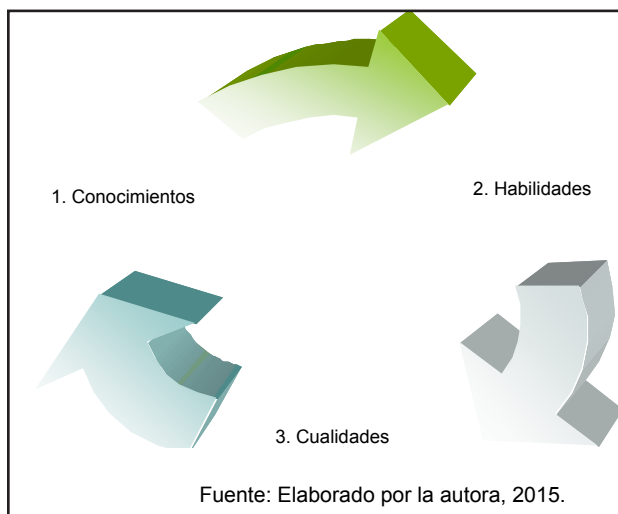 1. Conocimientos
2. Habilidades
3. Cualidades
Fuente: Elaborado por la autora, 2015.